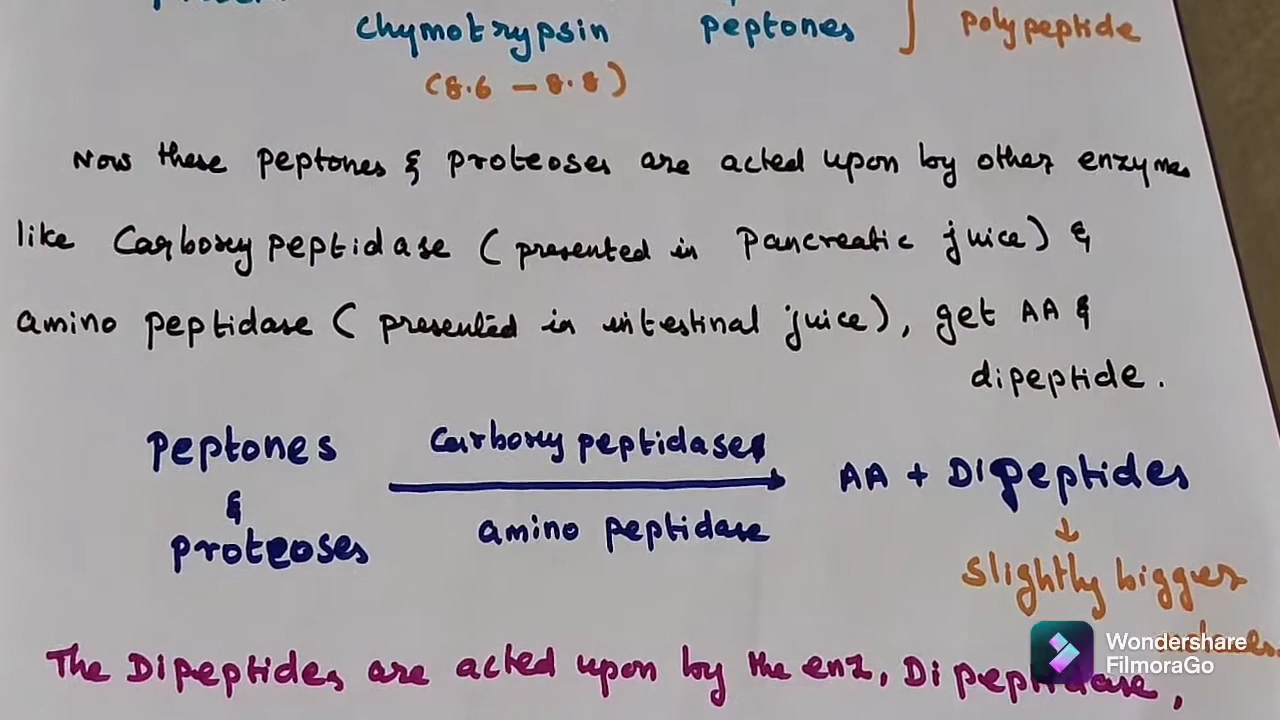 chymotrypsin peptones ] polypeptide
(8.6 – 8.8)
Now these peptones & proteoses are acted upon by other enzymes
like Carboxy peptidase ( presented in Pancreatic juice) &
amino peptidase ( presented in intestinal juice), get AA &
dipeptide.
Peptones
&
proteoses
Carboxy peptidases
amino peptidase
AA + Dipeptides
↓
slightly bigger
The Dipeptides are acted upon by the enz, Dipeptidase,
Wondershare
FilmoraGo